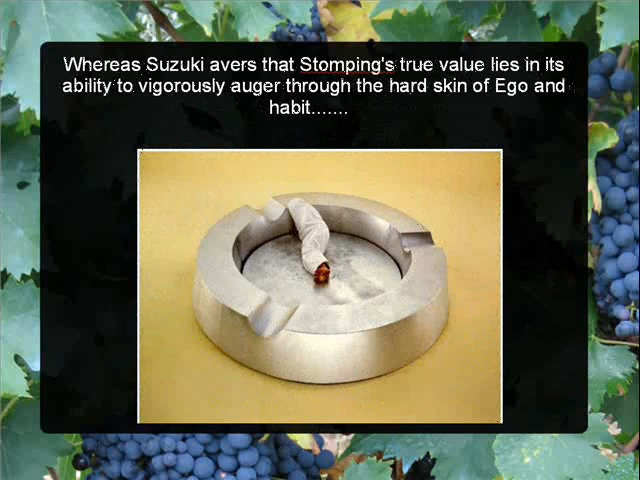 Whereas Suzuki avers that Stomping's true value lies in its
ability to vigorously auger through the hard skin of Ego and
habit.......